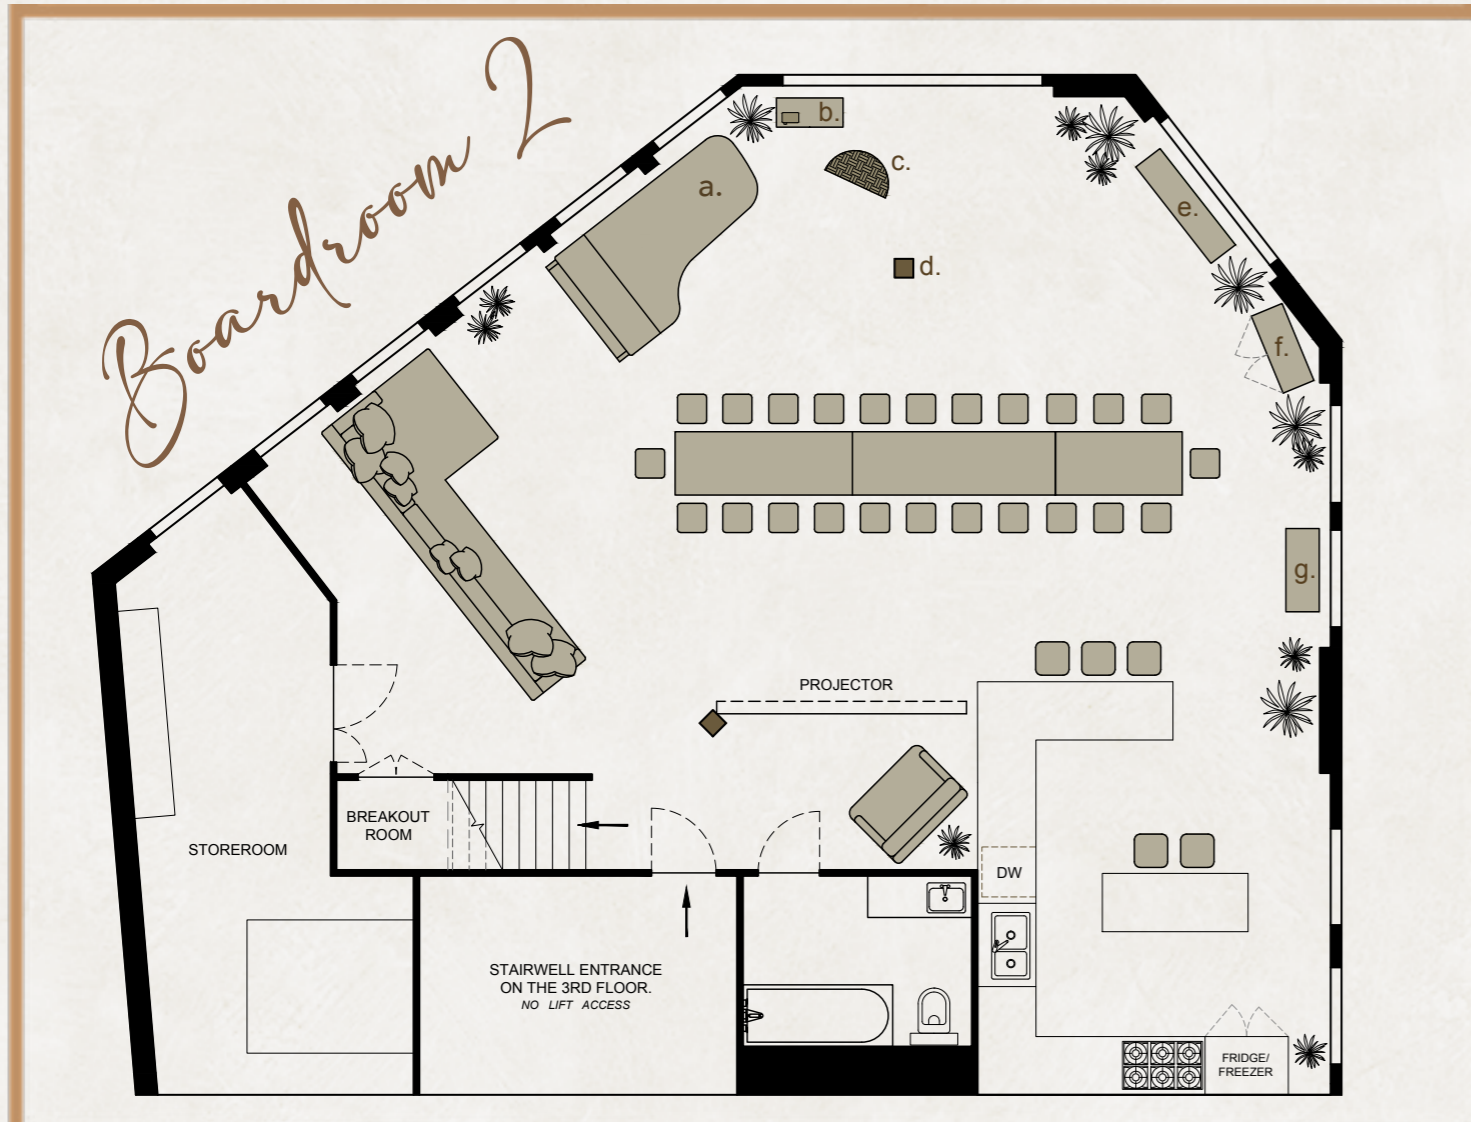 Boardroom 2
b.
a.
c.
e.
d.
f.
g.
PROJECTOR
BREAKOUT
ROOM
STOREROOM
DW
STAIRWELL ENTRANCE
ON THE 3RD FLOOR.
NO LIFT ACCESS
FRIDGE/
FREEZER